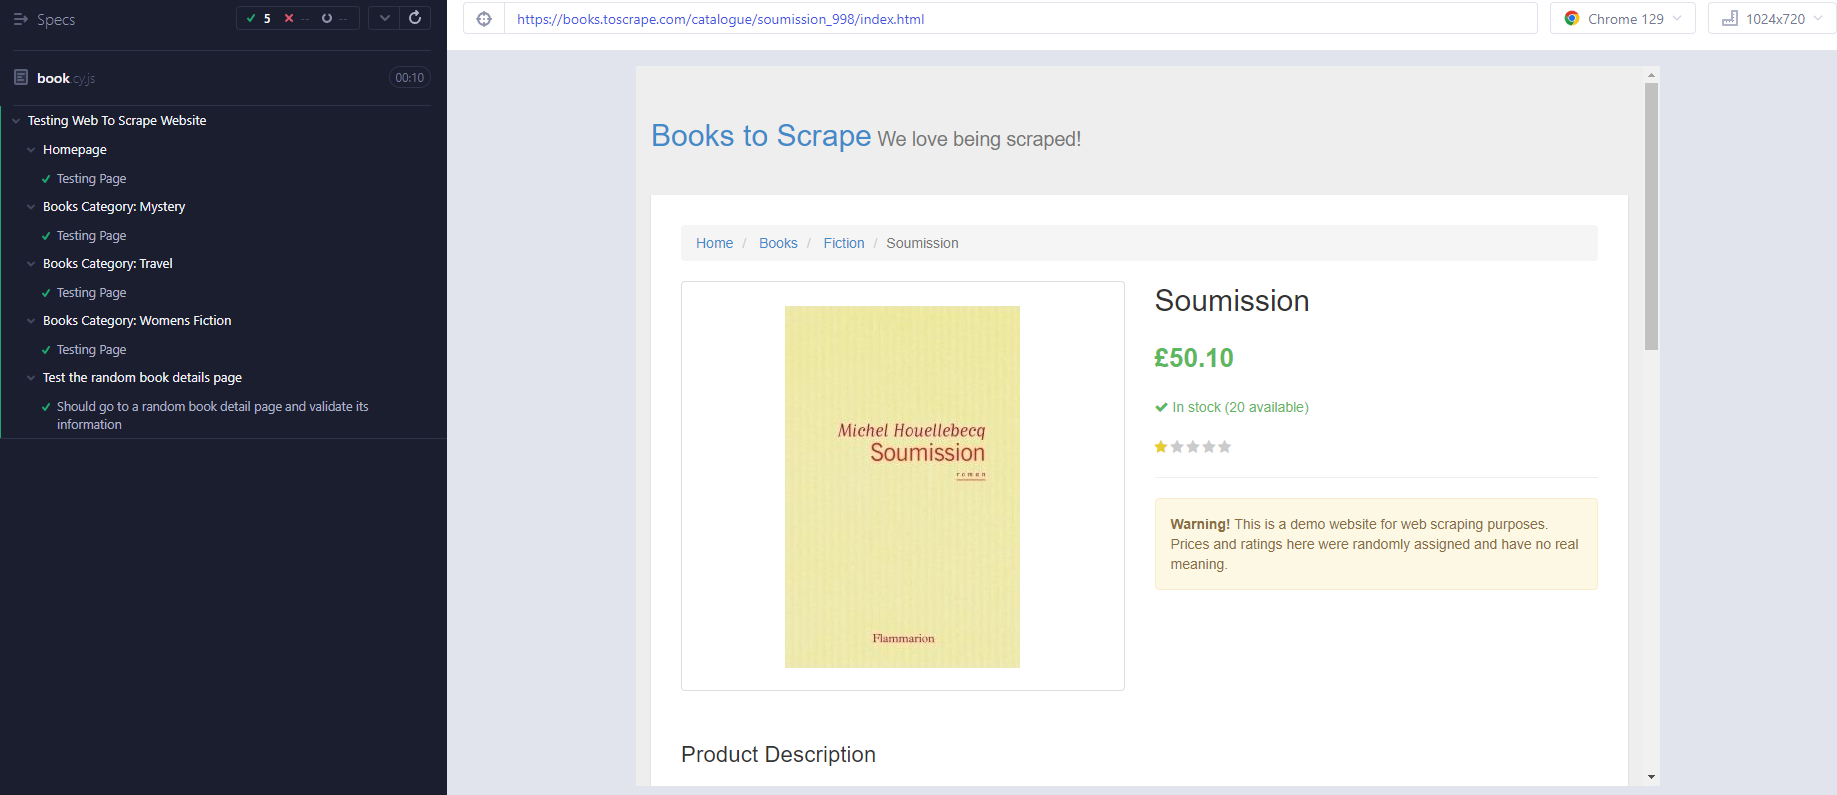 Specs
5 -- --
book.cy.js
00:10
Testing Web To Scrape Website
Homepage
Testing Page
Books Category: Mystery
Testing Page
Books Category: Travel
Testing Page
Books Category: Womens Fiction
Testing Page
Test the random book details page
Should go to a random book detail page and validate its
information
https://books.toscrape.com/catalogue/soumission_998/index.html
Chrome 129
1024x720
Books to Scrape We love being scraped!
Home / Books / Fiction / Soumission
Michel Houellebecq
Soumission
roman
Flammarion
Soumission
£50.10
In stock (20 available)
Warning! This is a demo website for web scraping purposes.
Prices and ratings here were randomly assigned and have no real
meaning.
Product Description